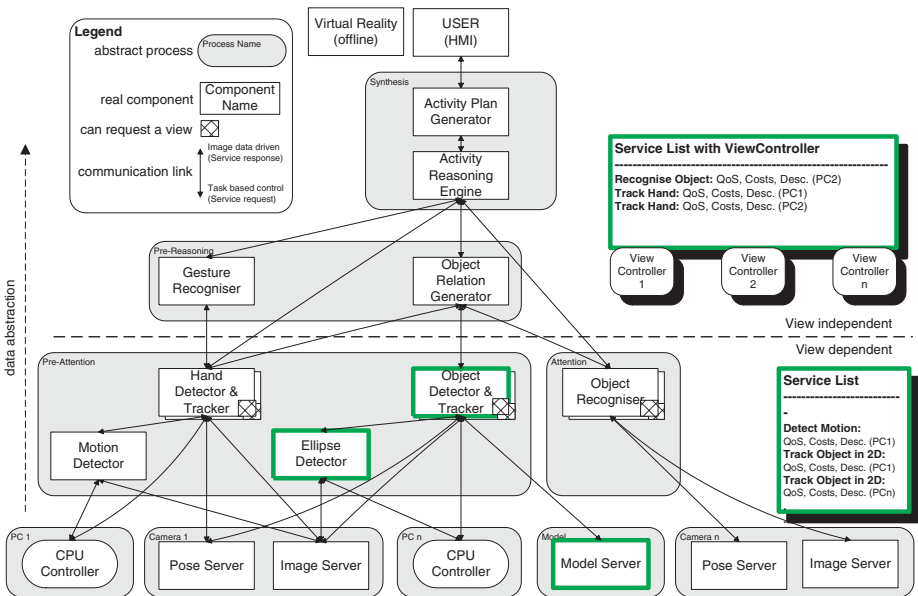 Legend
abstract process
Process Name
real component
Component
Name
can request a view
communication link
Image data driven
(Service response)
Task based control
(Service request)
Virtual Reality
(offline)
USER
(HMI)
Synthesis
Activity Plan
Generator
Activity
Reasoning
Engine
Service List with ViewController
------------------------------------------------------------
Recognise Object: QoS, Costs, Desc. (PC2)
Track Hand: QoS, Costs, Desc. (PC1)
Track Hand: QoS, Costs, Desc. (PC2)
View
Controller
1
View
Controller
2
View
Controller
n
Pre-Reasoning
Gesture
Recogniser
Object
Relation
Generator
data abstraction
View independent
View dependent
Pre-Attention
Hand
Detector &
Tracker
Object
Detector &
Tracker
Motion
Detector
Ellipse
Detector
Attention
Object
Recogniser
Service List
--------------------------
-
Detect Motion:
QoS, Costs, Desc. (PC1)
Track Object in 2D:
QoS, Costs, Desc. (PC1)
Track Object in 2D:
QoS, Costs, Desc. (PCn)
.
PC 1
CPU
Controller
Camera 1
Pose Server
Image Server
PC n
CPU
Controller
Model
Model Server
Camera n
Pose Server
Image Server